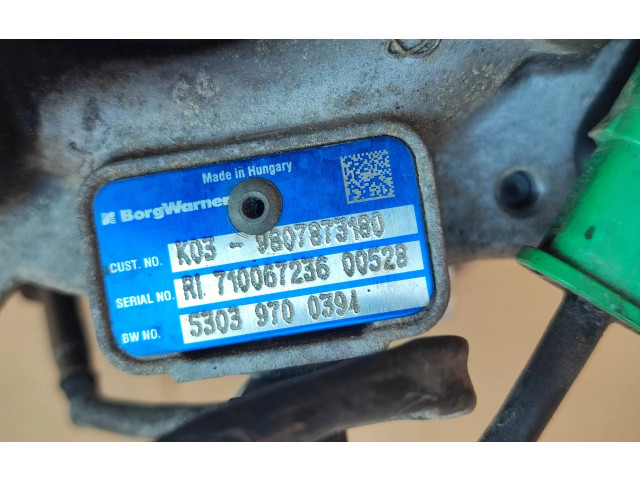 Made in Hungary
BorgWarner
CUST. NO. K03 - 9807873180
SERIAL NO. RI 710067236 00528
BW NO. 5303 970 0394